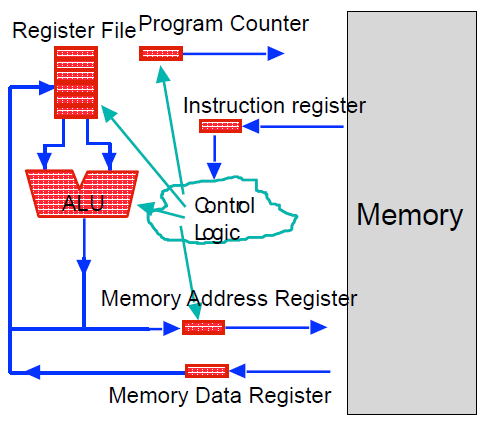 Program Counter
Register File
Instruction register
Control
Logic
ALU
Memory
Memory Address Register
Memory Data Register